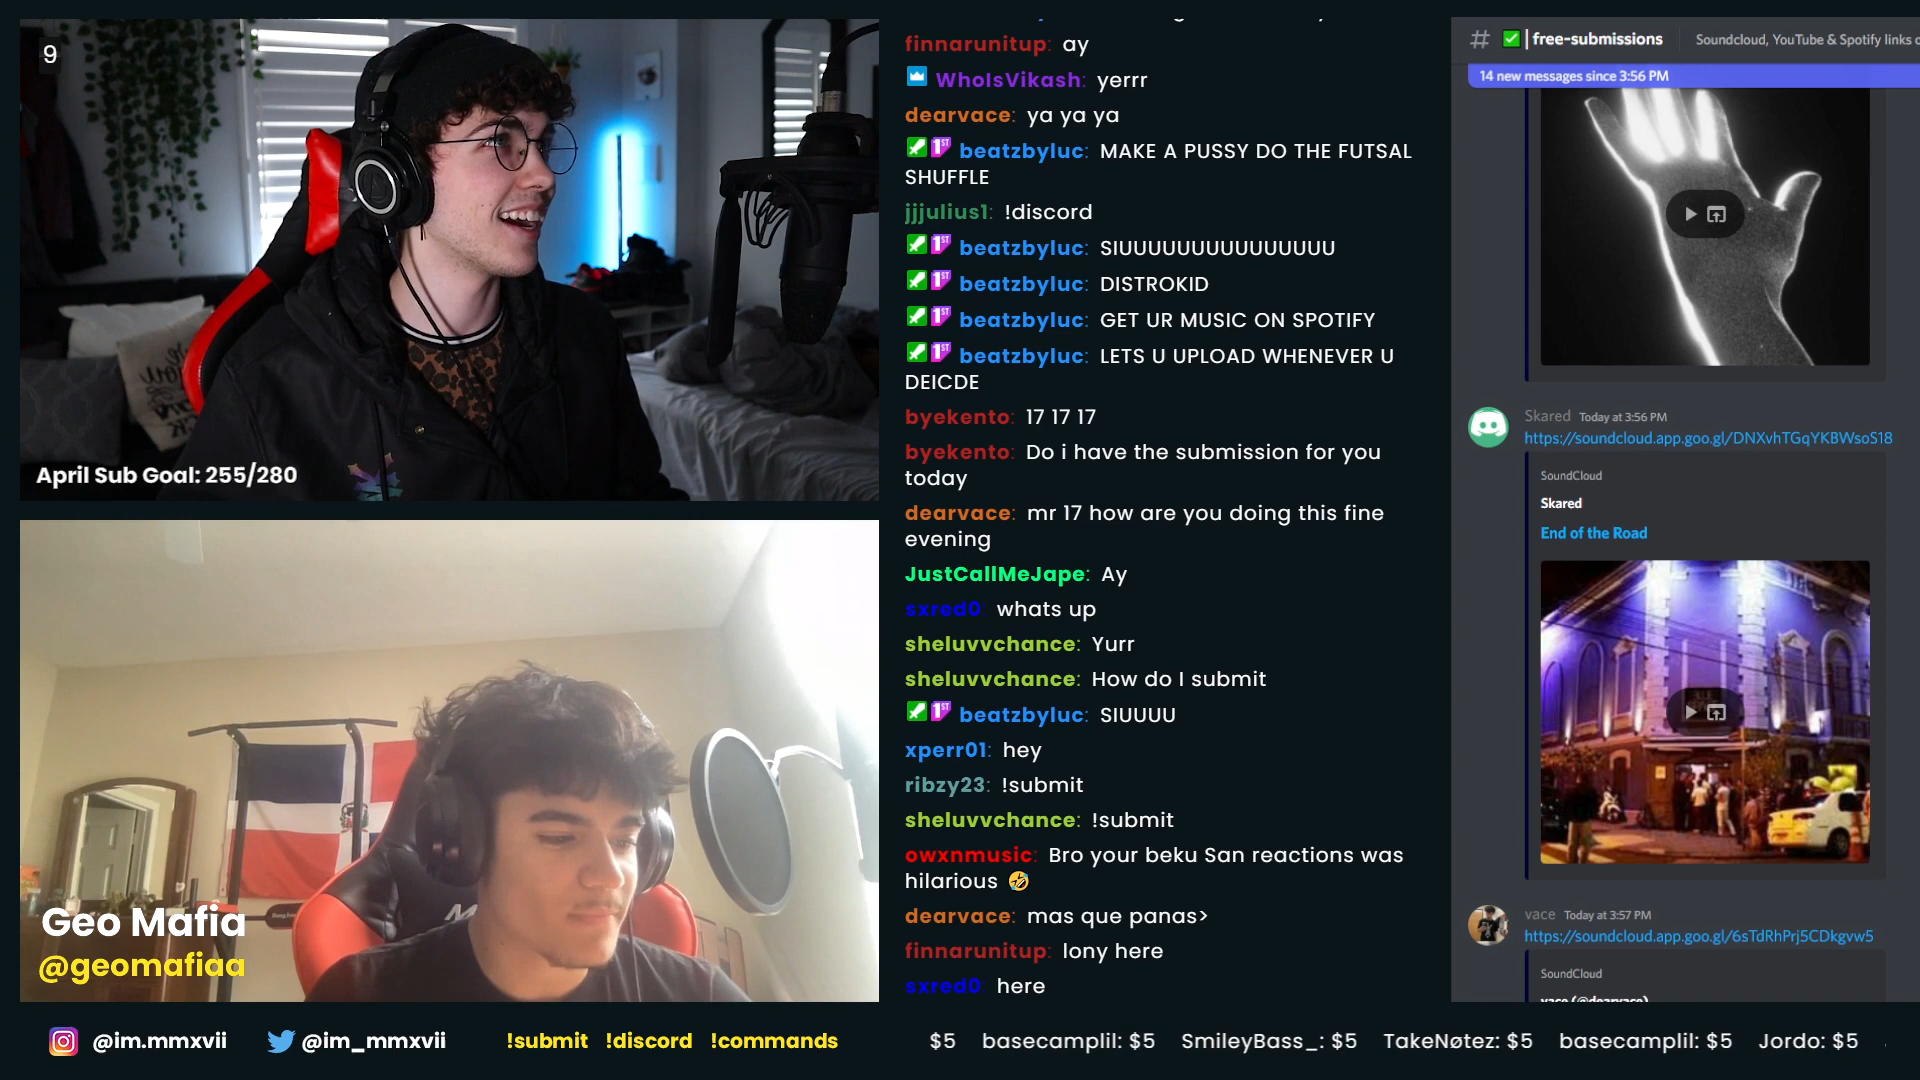 9
April Sub Goal: 255/280
Geo Mafia
@geomafiaa
finnarunitup: ay
WhoIsVikash: yerrr
dearvace: ya ya ya
beatzbyluc: MAKE A PUSSY DO THE FUTSAL
SHUFFLE
jjjulius1: !discord
beatzbyluc: SIUUUUUUUUUUUUUUU
beatzbyluc: DISTROKID
beatzbyluc: GET UR MUSIC ON SPOTIFY
beatzbyluc: LETS U UPLOAD WHENEVER U
DEICDE
byekento: 17 17 17
byekento: Do i have the submission for you
today
dearvace: mr 17 how are you doing this fine
evening
JustCallMeJape: Ay
sxred0: whats up
sheluvvchance: Yurr
sheluvvchance: How do I submit
beatzbyluc: SIUUUU
xperr01: hey
ribzy23: !submit
sheluvvchance: !submit
owxnmusic: Bro your beku San reactions was
hilarious 🤣
dearvace: mas que panas>
finnarunitup: lony here
sxred0: here
# ✅ | free-submissions Soundcloud, YouTube & Spotify links
14 new messages since 3:56 PM
Skared Today at 3:56 PM
https://soundcloud.app.goo.gl/DNXvhTGqYKBWsoS18
SoundCloud
Skared
End of the Road
vace Today at 3:57 PM
https://soundcloud.app.goo.gl/6sTdRhPrj5CDkgvw5
SoundCloud
vace (@dearvace)
@im.mmxvii @im_mmxvii !submit !discord !commands
$5 basecamplil: $5 SmileyBass_: $5 TakeNøtez: $5 basecamplil: $5 Jordo: $5